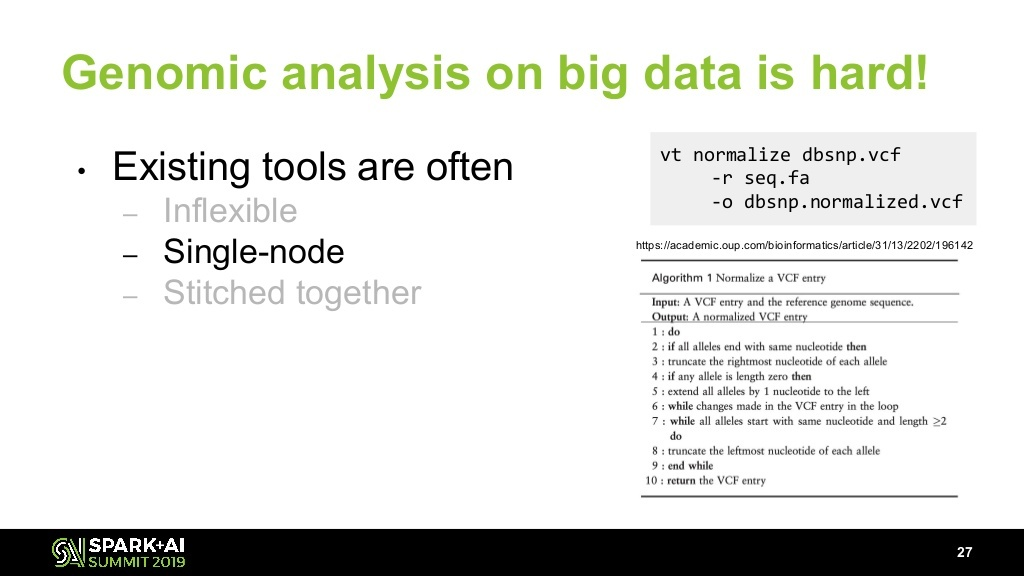 Genomic analysis on big data is hard!
• Existing tools are often
– Inflexible
– Single-node
– Stitched together
vt normalize dbsnp.vcf
-r seq.fa
-o dbsnp.normalized.vcf
https://academic.oup.com/bioinformatics/article/31/13/2202/196142
Algorithm 1 Normalize a VCF entry
Input: A VCF entry and the reference genome sequence.
Output: A normalized VCF entry
1 : do
2 : if all alleles end with same nucleotide then
3 : truncate the rightmost nucleotide of each allele
4 : if any allele is length zero then
5 : extend all alleles by 1 nucleotide to the left
6 : while changes made in the VCF entry in the loop
7 : while all alleles start with same nucleotide and length ≥2
do
8 : truncate the leftmost nucleotide of each allele
9 : end while
10 : return the VCF entry
SPARK+AI
SUMMIT 2019
27